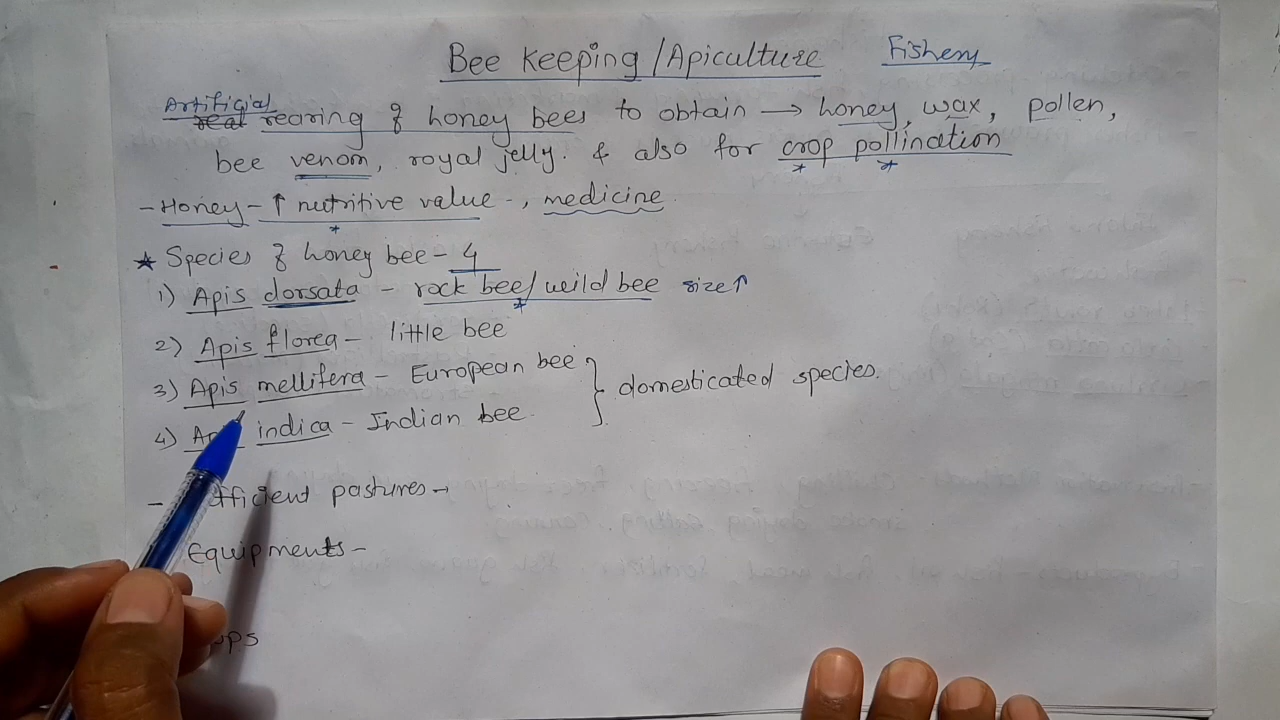 Bee Keeping/Apiculture Fishery
Artificial
real rearing of honey bees to obtain → honey, wax, pollen,
bee venom, royal jelly. & also for crop pollination
- Honey - ↑ nutritive value -, medicine.
★ Species of honey bee - 4
1) Apis dorsata - rock bee/wild bee size↑
2) Apis florea - little bee
3) Apis mellifera - European bee } domesticated species.
4) indica - Indian bee.
- pastures -
Equipments -